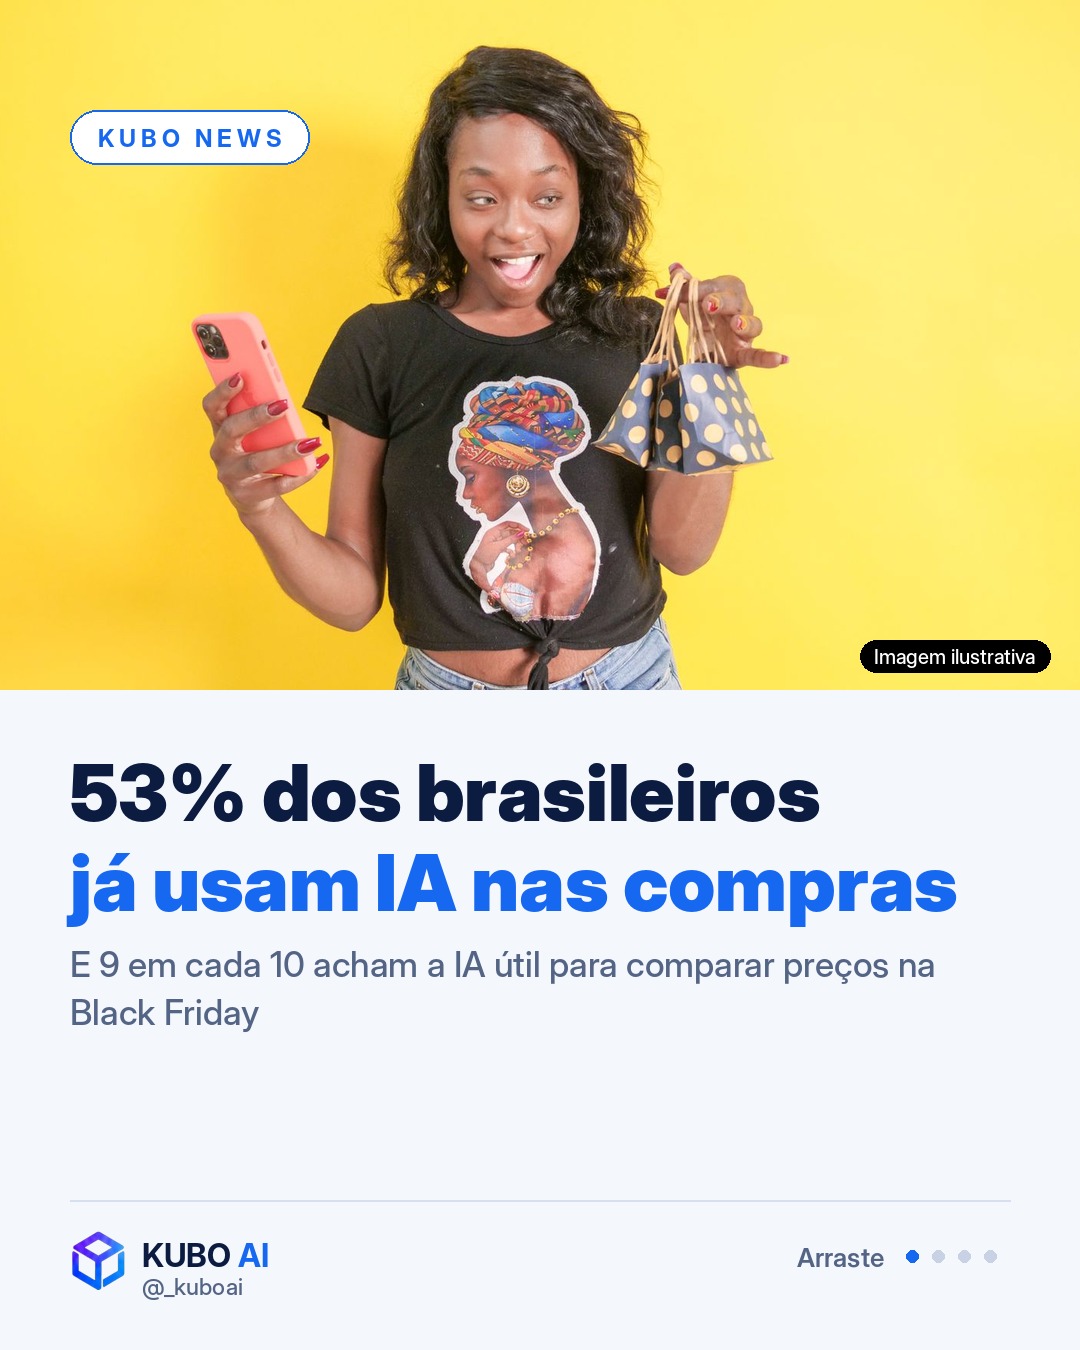 KUBO NEWS
Imagem ilustrativa
53% dos brasileiros
já usam IA nas compras
E 9 em cada 10 acham a IA útil para comparar preços na
Black Friday
KUBO AI
@_kuboai
Arraste